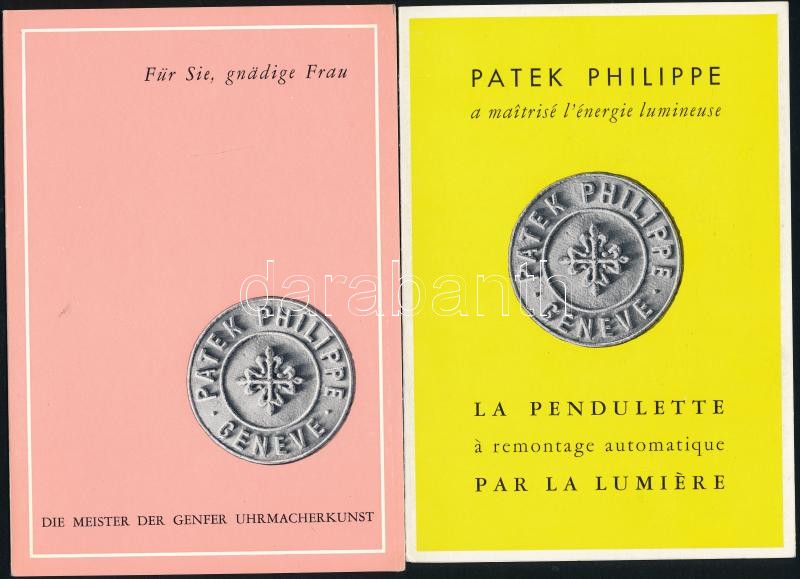 Für Sie, gnädige Frau
PATEK PHILIPPE
· GENEVE ·
DIE MEISTER DER GENFER UHRMACHERKUNST
PATEK PHILIPPE
a maîtrisé l'énergie lumineuse
PATEK PHILIPPE
· GENEVE ·
LA PENDULETTE
à remontage automatique
PAR LA LUMIÈRE
darabanth